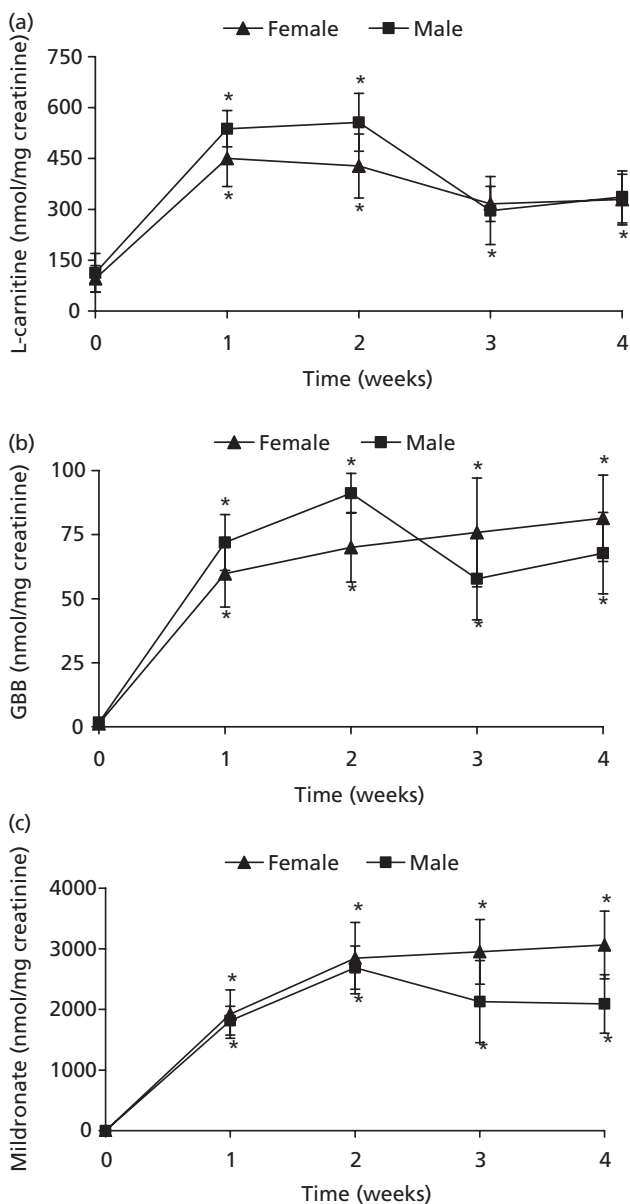 (a)
Female Male
L-carnitine (nmol/mg creatinine)
750
600
450
300
150
0
* *
* * * *
0 1 2 3 4
Time (weeks)
(b)
Female Male
GBB (nmol/mg creatinine)
100
75
50
25
0
* * * *
* * * *
0 1 2 3 4
Time (weeks)
(c)
Female Male
Mildronate (nmol/mg creatinine)
4000
3000
2000
1000
0
* * * *
* * * *
0 1 2 3 4
Time (weeks)